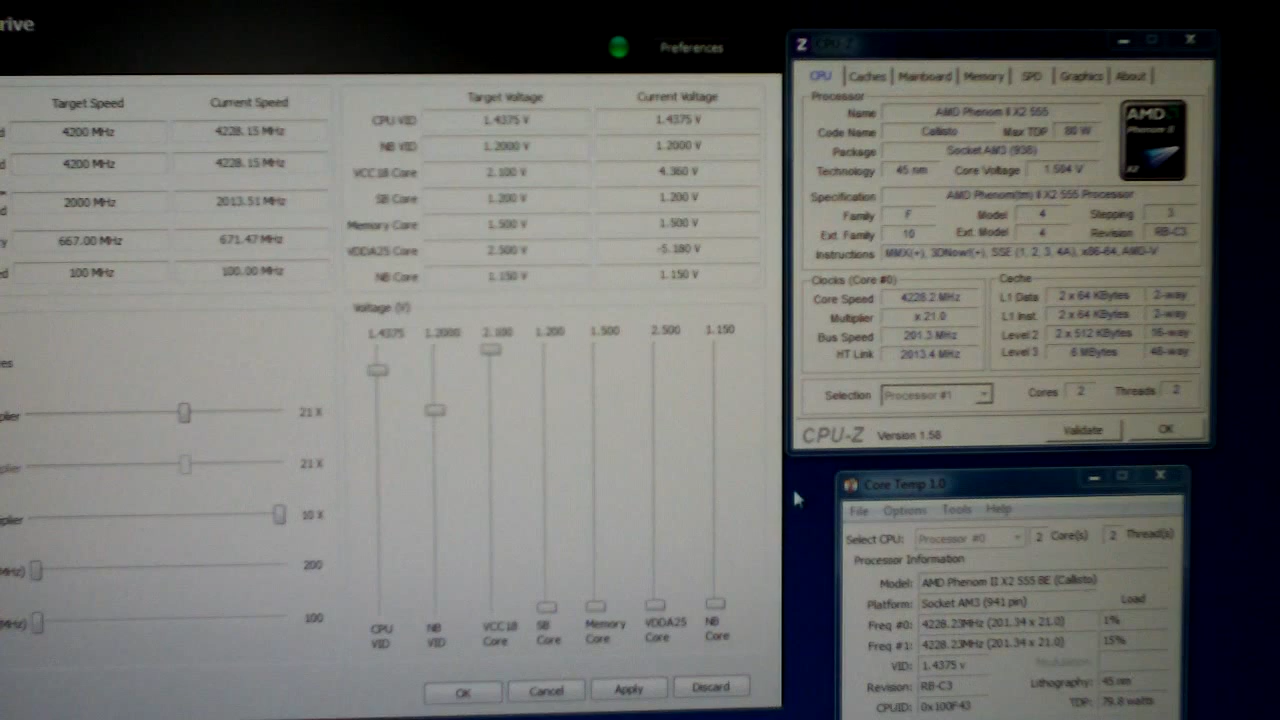 rive
Preferences
Target Speed Current Speed
4200 MHz 4228.15 MHz
4200 MHz 4228.15 MHz
2000 MHz 2013.51 MHz
667.00 MHz 671.47 MHz
100 MHz 100.00 MHz
Target Voltage Current Voltage
CPU VID 1.4375 V 1.4375 V
NB VID 1.2000 V 1.2000 V
VCC18 Core 2.100 V 4.360 V
SB Core 1.200 V 1.200 V
Memory Core 1.500 V 1.500 V
VDDA25 Core 2.500 V -5.180 V
NB Core 1.150 V 1.150 V
Voltage (V)
1.4375 1.2000 2.100 1.200 1.500 2.500 1.150
plier 21 X
plier 21 X
plier 10 X
MHz) 200
MHz) 100
CPU VID NB VID VCC18 Core SB Core Memory Core VDDA25 Core NB Core
OK Cancel Apply Discard
CPU-Z
CPU Caches Mainboard Memory SPD Graphics About
Processor
Name AMD Phenom II X2 555
Code Name Callisto Max TDP 80 W
Package Socket AM3 (938)
Technology 45 nm Core Voltage 1.504 V
AMD
Phenom II
X2
Specification AMD Phenom(tm) II X2 555 Processor
Family F Model 4 Stepping 3
Ext. Family 10 Ext. Model 4 Revision RB-C3
Instructions MMX(+), 3DNow!(+), SSE (1, 2, 3, 4A), x86-64, AMD-V
Clocks (Core #0)
Core Speed 4228.2 MHz
Multiplier x 21.0
Bus Speed 201.3 MHz
HT Link 2013.4 MHz
Cache
L1 Data 2 x 64 KBytes 2-way
L1 Inst. 2 x 64 KBytes 2-way
Level 2 2 x 512 KBytes 16-way
Level 3 6 MBytes 48-way
Selection Processor #1 Cores 2 Threads 2
CPU-Z Version 1.58 Validate OK
Core Temp 1.0
File Options Tools Help
Select CPU: Processor #0 2 Core(s) 2 Thread(s)
Processor Information
Model: AMD Phenom II X2 555 BE (Callisto)
Platform: Socket AM3 (941 pin) Load
Freq #0: 4228.23MHz (201.34 x 21.0) 1%
Freq #1: 4228.23MHz (201.34 x 21.0) 15%
VID: 1.4375 v Modulation:
Revision: RB-C3 Lithography: 45 nm
CPUID: 0x100F43 TDP: 79.8 watts